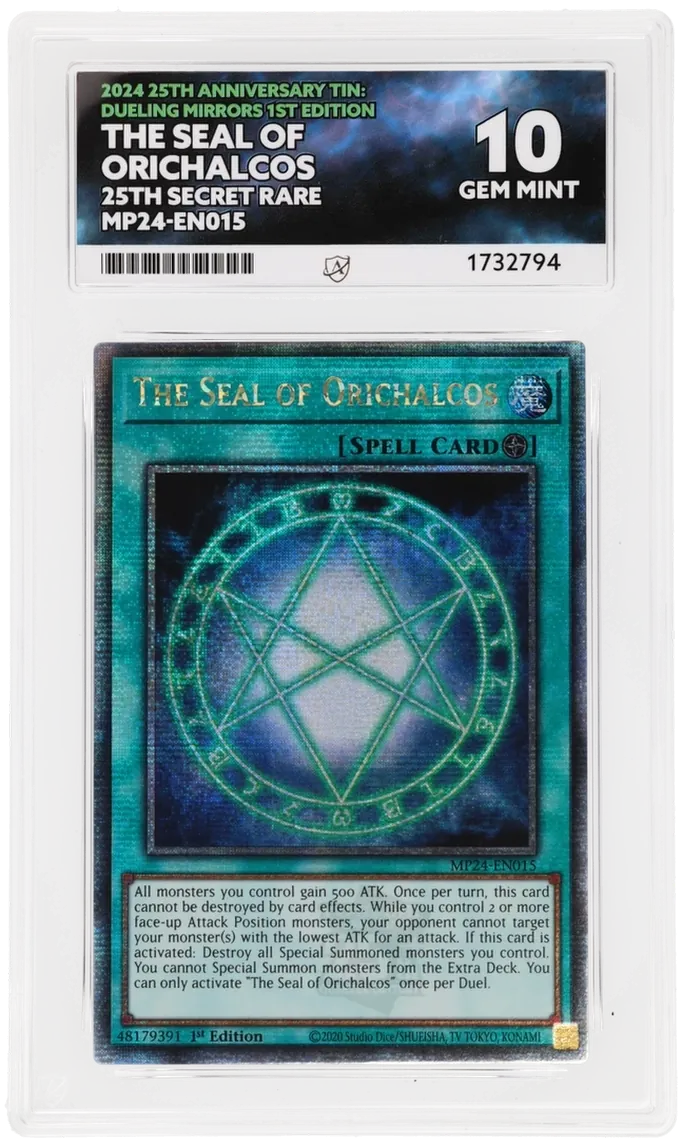 2024 25TH ANNIVERSARY TIN:
DUELING MIRRORS 1ST EDITION
THE SEAL OF
ORICHALCOS
25TH SECRET RARE
MP24-EN015
10
GEM MINT
A
1732794
THE SEAL OF ORICHALCOS
魔
[SPELL CARD]
MP24-EN015
All monsters you control gain 500 ATK. Once per turn, this card
cannot be destroyed by card effects. While you control 2 or more
face-up Attack Position monsters, your opponent cannot target
your monster(s) with the lowest ATK for an attack. If this card is
activated: Destroy all Special Summoned monsters you control.
You cannot Special Summon monsters from the Extra Deck. You
can only activate "The Seal of Orichalcos" once per Duel.
48179391 1st Edition
©2020 Studio Dice/SHUEISHA, TV TOKYO, KONAMI